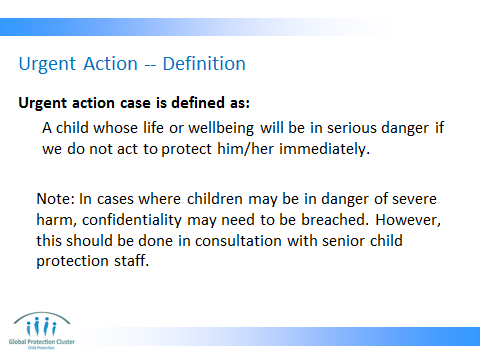 Urgent Action -- Definition
Urgent action case is defined as:
A child whose life or wellbeing will be in serious danger if
we do not act to protect him/her immediately.
Note: In cases where children may be in danger of severe
harm, confidentiality may need to be breached. However,
this should be done in consultation with senior child
protection staff.
Global Protection Cluster
Child Protection